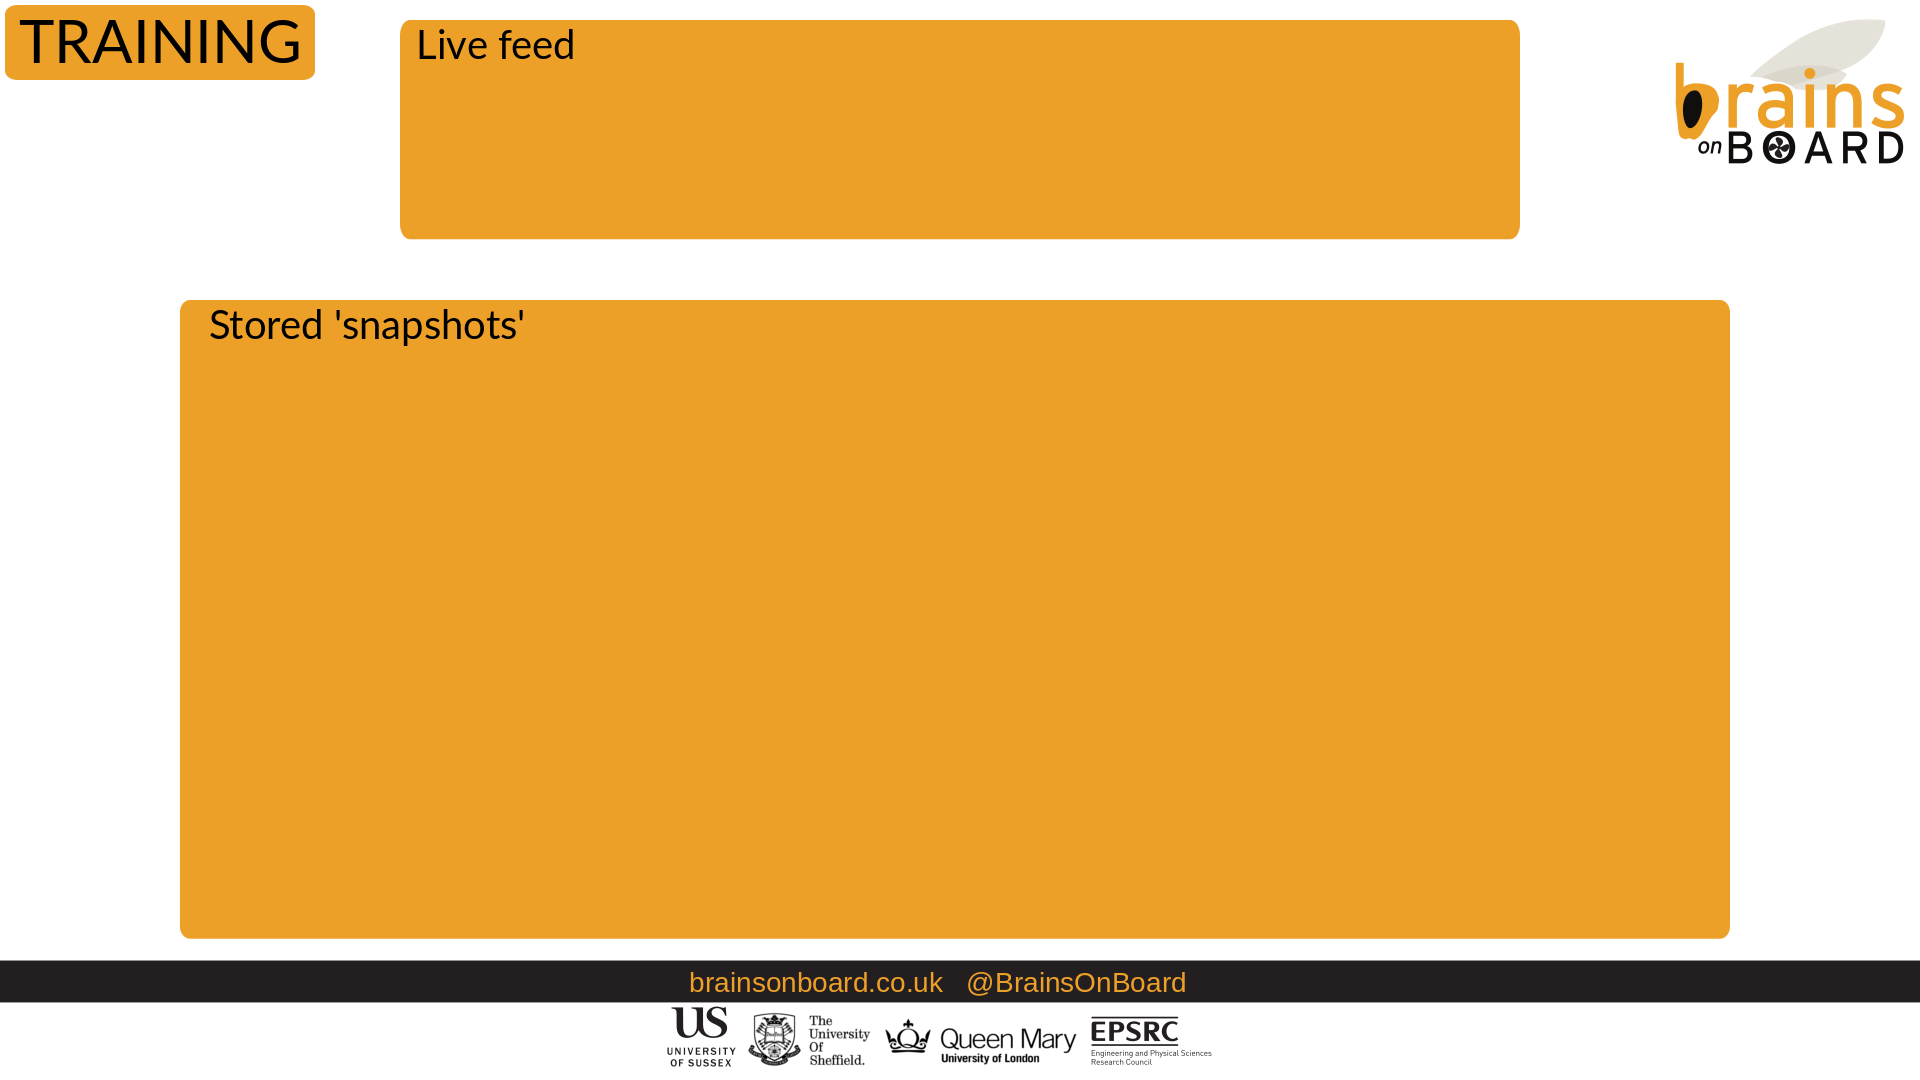 TRAINING
Live feed
brains
on BOARD
Stored 'snapshots'
brainsonboard.co.uk @BrainsOnBoard
US
UNIVERSITY
OF SUSSEX
The
University
Of
Sheffield.
Queen Mary
University of London
EPSRC
Engineering and Physical Sciences
Research Council